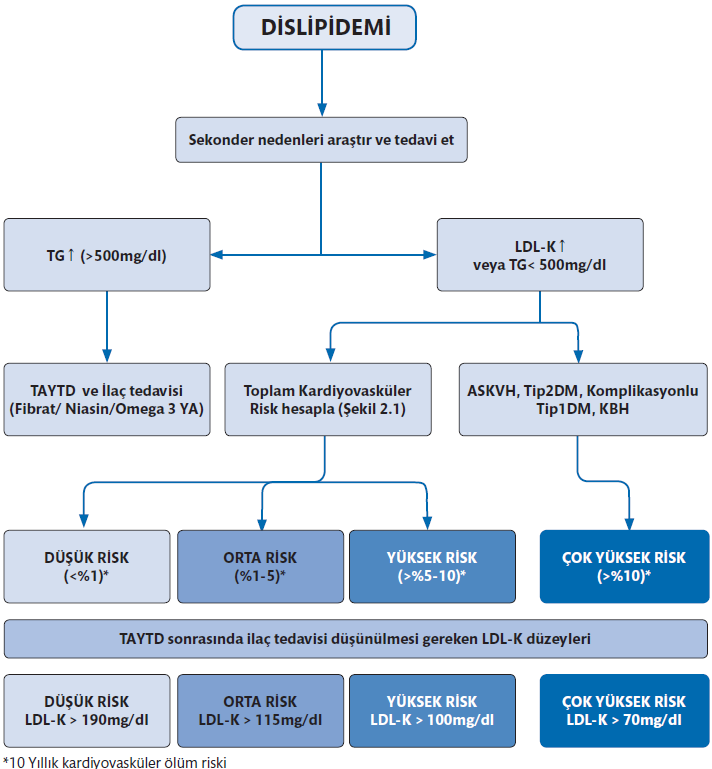 DİSLİPİDEMİ
Sekonder nedenleri araştır ve tedavi et
TG↑ (>500mg/dl)
LDL-K↑
veya TG< 500mg/dl
TAYTD ve İlaç tedavisi
(Fibrat/ Niasin/Omega 3 YA)
Toplam Kardiyovasküler
Risk hesapla (Şekil 2.1)
ASKVH, Tip2DM, Komplikasyonlu
Tip1DM, KBH
DÜŞÜK RİSK
(<%1)*
ORTA RİSK
(%1-5)*
YÜKSEK RİSK
(>%5-10)*
ÇOK YÜKSEK RİSK
(>%10)*
TAYTD sonrasında ilaç tedavisi düşünülmesi gereken LDL-K düzeyleri
DÜŞÜK RİSK
LDL-K > 190mg/dl
ORTA RİSK
LDL-K > 115mg/dl
YÜKSEK RİSK
LDL-K > 100mg/dl
ÇOK YÜKSEK RİSK
LDL-K > 70mg/dl
*10 Yıllık kardiyovasküler ölüm riski